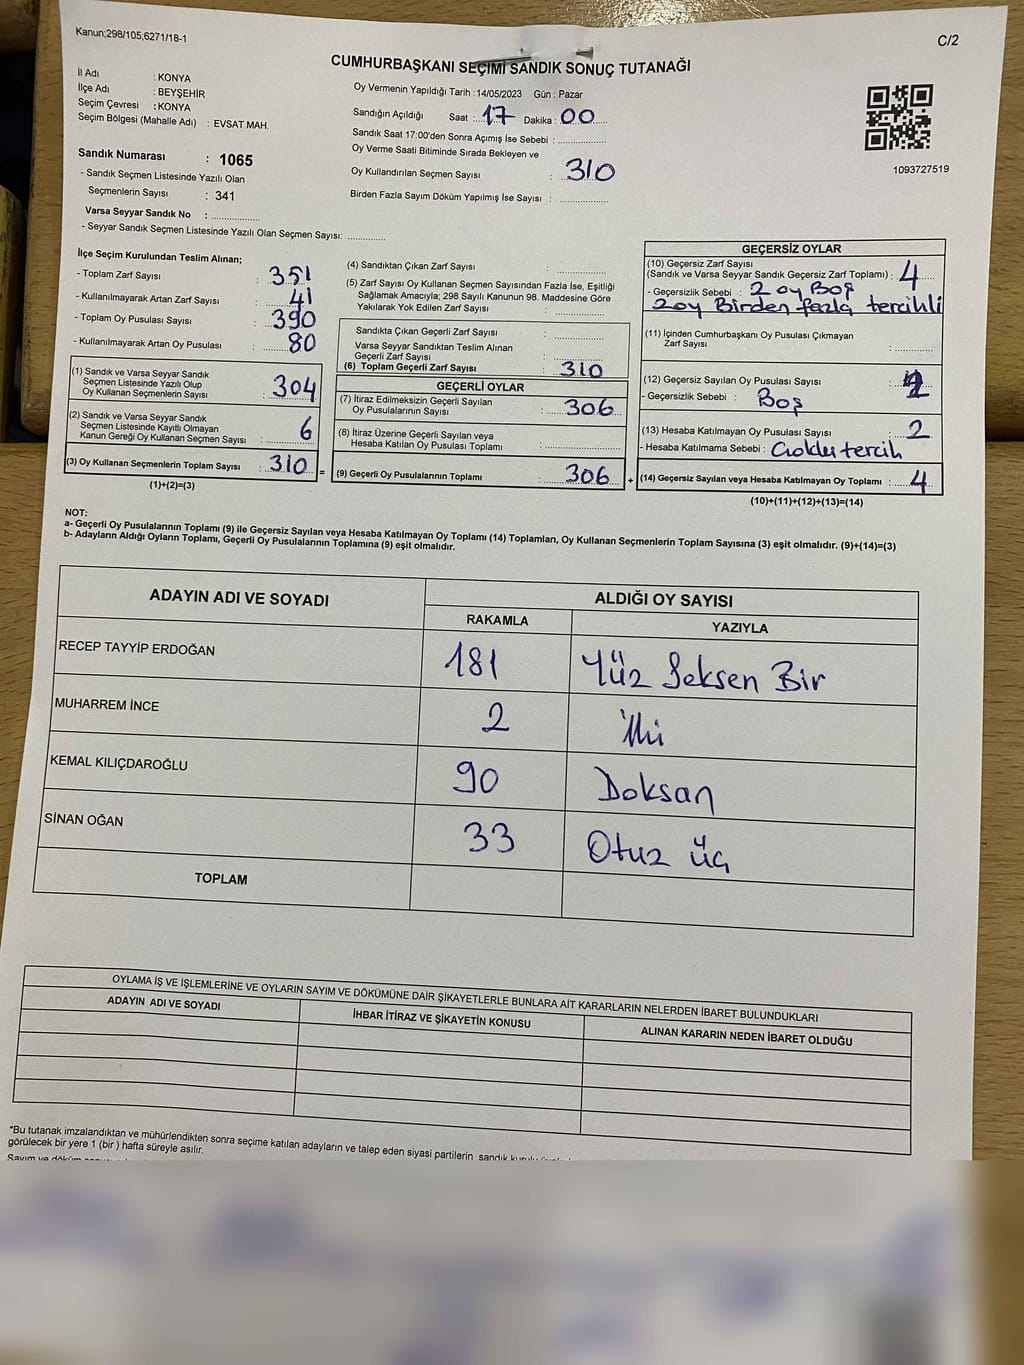 Kanun;298/105;6271/18-1
C/2
CUMHURBAŞKANI SEÇİMİ SANDIK SONUÇ TUTANAĞI
İl Adı : KONYA
İlçe Adı : BEYŞEHİR
Seçim Çevresi : KONYA
Seçim Bölgesi (Mahalle Adı) : EVSAT MAH.
Sandık Numarası : 1065
- Sandık Seçmen Listesinde Yazılı Olan
Seçmenlerin Sayısı : 341
Varsa Seyyar Sandık No : ..................
- Seyyar Sandık Seçmen Listesinde Yazılı Olan Seçmen Sayısı: ..............
Oy Vermenin Yapıldığı Tarih : 14/05/2023 Gün : Pazar
Sandığın Açıldığı Saat : 17 Dakika : 00
Sandık Saat 17:00'den Sonra Açımış İse Sebebi : ..................
Oy Verme Saati Bitiminde Sırada Bekleyen ve
Oy Kullandırılan Seçmen Sayısı : 310
Birden Fazla Sayım Döküm Yapılmış İse Sayısı : ..................
1093727519
İlçe Seçim Kurulundan Teslim Alınan;
- Toplam Zarf Sayısı : 351
- Kullanılmayarak Artan Zarf Sayısı : 41
- Toplam Oy Pusulası Sayısı : 390
- Kullanılmayarak Artan Oy Pusulası : 80
(1) Sandık ve Varsa Seyyar Sandık
Seçmen Listesinde Yazılı Olup
Oy Kullanan Seçmenlerin Sayısı : 304
(2) Sandık ve Varsa Seyyar Sandık
Seçmen Listesinde Kayıtlı Olmayan
Kanun Gereği Oy Kullanan Seçmen Sayısı : 6
(3) Oy Kullanan Seçmenlerin Toplam Sayısı : 310 =
(1)+(2)=(3)
(4) Sandıktan Çıkan Zarf Sayısı : ..................
(5) Zarf Sayısı Oy Kullanan Seçmen Sayısından Fazla İse, Eşitliği
Sağlamak Amacıyla; 298 Sayılı Kanunun 98. Maddesine Göre
Yakılarak Yok Edilen Zarf Sayısı : ..................
Sandıkta Çıkan Geçerli Zarf Sayısı : ..................
Varsa Seyyar Sandıktan Teslim Alınan
Geçerli Zarf Sayısı : ..................
(6) Toplam Geçerli Zarf Sayısı : 310
GEÇERLİ OYLAR
(7) İtiraz Edilmeksizin Geçerli Sayılan
Oy Pusulalarının Sayısı : 306
(8) İtiraz Üzerine Geçerli Sayılan veya
Hesaba Katılan Oy Pusulası Toplamı : ..................
(9) Geçerli Oy Pusulalarının Toplamı : 306 +
GEÇERSİZ OYLAR
(10) Geçersiz Zarf Sayısı
(Sandık ve Varsa Seyyar Sandık Geçersiz Zarf Toplamı) : 4
- Geçersizlik Sebebi : 2 oy Boş
2oy Birden fazla tercihli
(11) İçinden Cumhurbaşkanı Oy Pusulası Çıkmayan
Zarf Sayısı : ..............
(12) Geçersiz Sayılan Oy Pusulası Sayısı : 2
- Geçersizlik Sebebi : Boş
(13) Hesaba Katılmayan Oy Pusulası Sayısı : 2
- Hesaba Katılmama Sebebi : Çoklu tercih
(14) Geçersiz Sayılan veya Hesaba Katılmayan Oy Toplamı : 4
(10)+(11)+(12)+(13)=(14)
NOT:
a- Geçerli Oy Pusulalarının Toplamı (9) ile Geçersiz Sayılan veya Hesaba Katılmayan Oy Toplamı (14) Toplamları, Oy Kullanan Seçmenlerin Toplam Sayısına (3) eşit olmalıdır. (9)+(14)=(3)
b- Adayların Aldığı Oyların Toplamı, Geçerli Oy Pusulalarının Toplamına (9) eşit olmalıdır.
ADAYIN ADI VE SOYADI ALDIĞI OY SAYISI
RAKAMLA YAZIYLA
RECEP TAYYİP ERDOĞAN 181 Yüz Seksen Bir
MUHARREM İNCE 2 İki
KEMAL KILIÇDAROĞLU 90 Doksan
SİNAN OĞAN 33 Otuz üç
TOPLAM
OYLAMA İŞ VE İŞLEMLERİNE VE OYLARIN SAYIM VE DÖKÜMÜNE DAİR ŞİKAYETLERLE BUNLARA AİT KARARLARIN NELERDEN İBARET BULUNDUKLARI
ADAYIN ADI VE SOYADI İHBAR İTİRAZ VE ŞİKAYETİN KONUSU ALINAN KARARIN NEDEN İBARET OLDUĞU
*Bu tutanak imzalandıktan ve mühürlendikten sonra seçime katılan adayların ve talep eden siyasi partilerin sandık
görülecek bir yere 1 (bir ) hafta süreyle asılır.
Sayım ve döküm